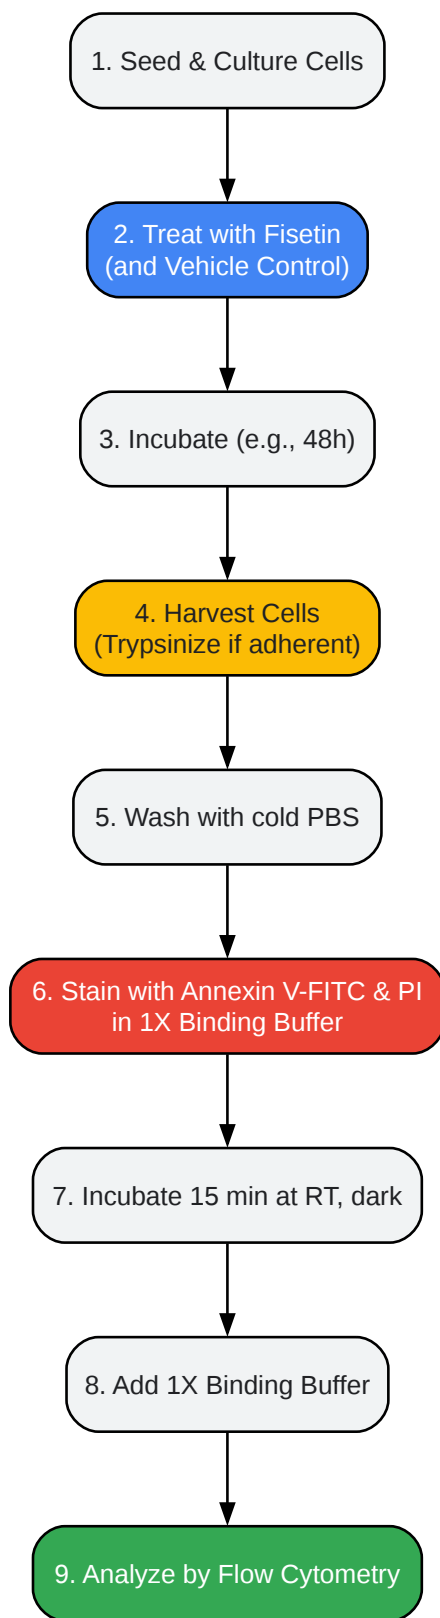 1. Seed & Culture Cells
2. Treat with Fisetin
(and Vehicle Control)
3. Incubate (e.g., 48h)
4. Harvest Cells
(Trypsinize if adherent)
5. Wash with cold PBS
6. Stain with Annexin V-FITC & PI
in 1X Binding Buffer
7. Incubate 15 min at RT, dark
8. Add 1X Binding Buffer
9. Analyze by Flow Cytometry